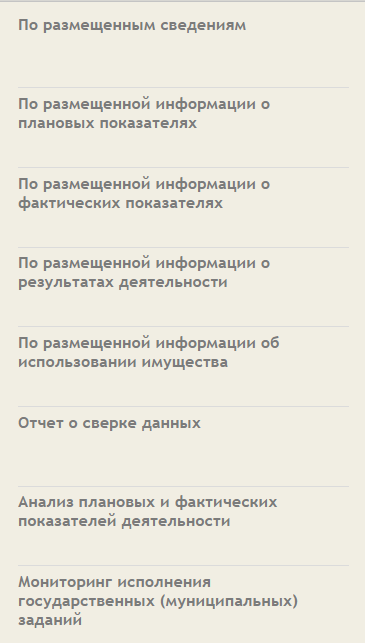 По размещенным сведениям
По размещенной информации о
плановых показателях
По размещенной информации о
фактических показателях
По размещенной информации о
результатах деятельности
По размещенной информации об
использовании имущества
Отчет о сверке данных
Анализ плановых и фактических
показателей деятельности
Мониторинг исполнения
государственных (муниципальных)
заданий